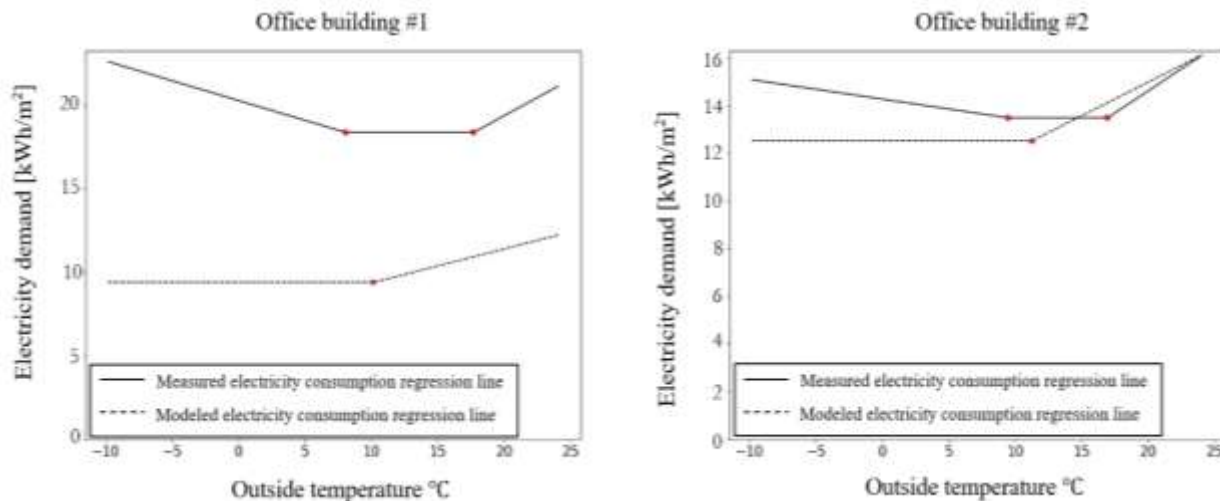 Office building #1
Electricity demand [kWh/m²]
20
15
10
5
0
Measured electricity consumption regression line
Modeled electricity consumption regression line
−10 −5 0 5 10 15 20 25
Outside temperature ℃
Office building #2
Electricity demand [kWh/m²]
16
14
12
10
8
6
4
2
0
Measured electricity consumption regression line
Modeled electricity consumption regression line
−10 −5 0 5 10 15 20 25
Outside temperature ℃